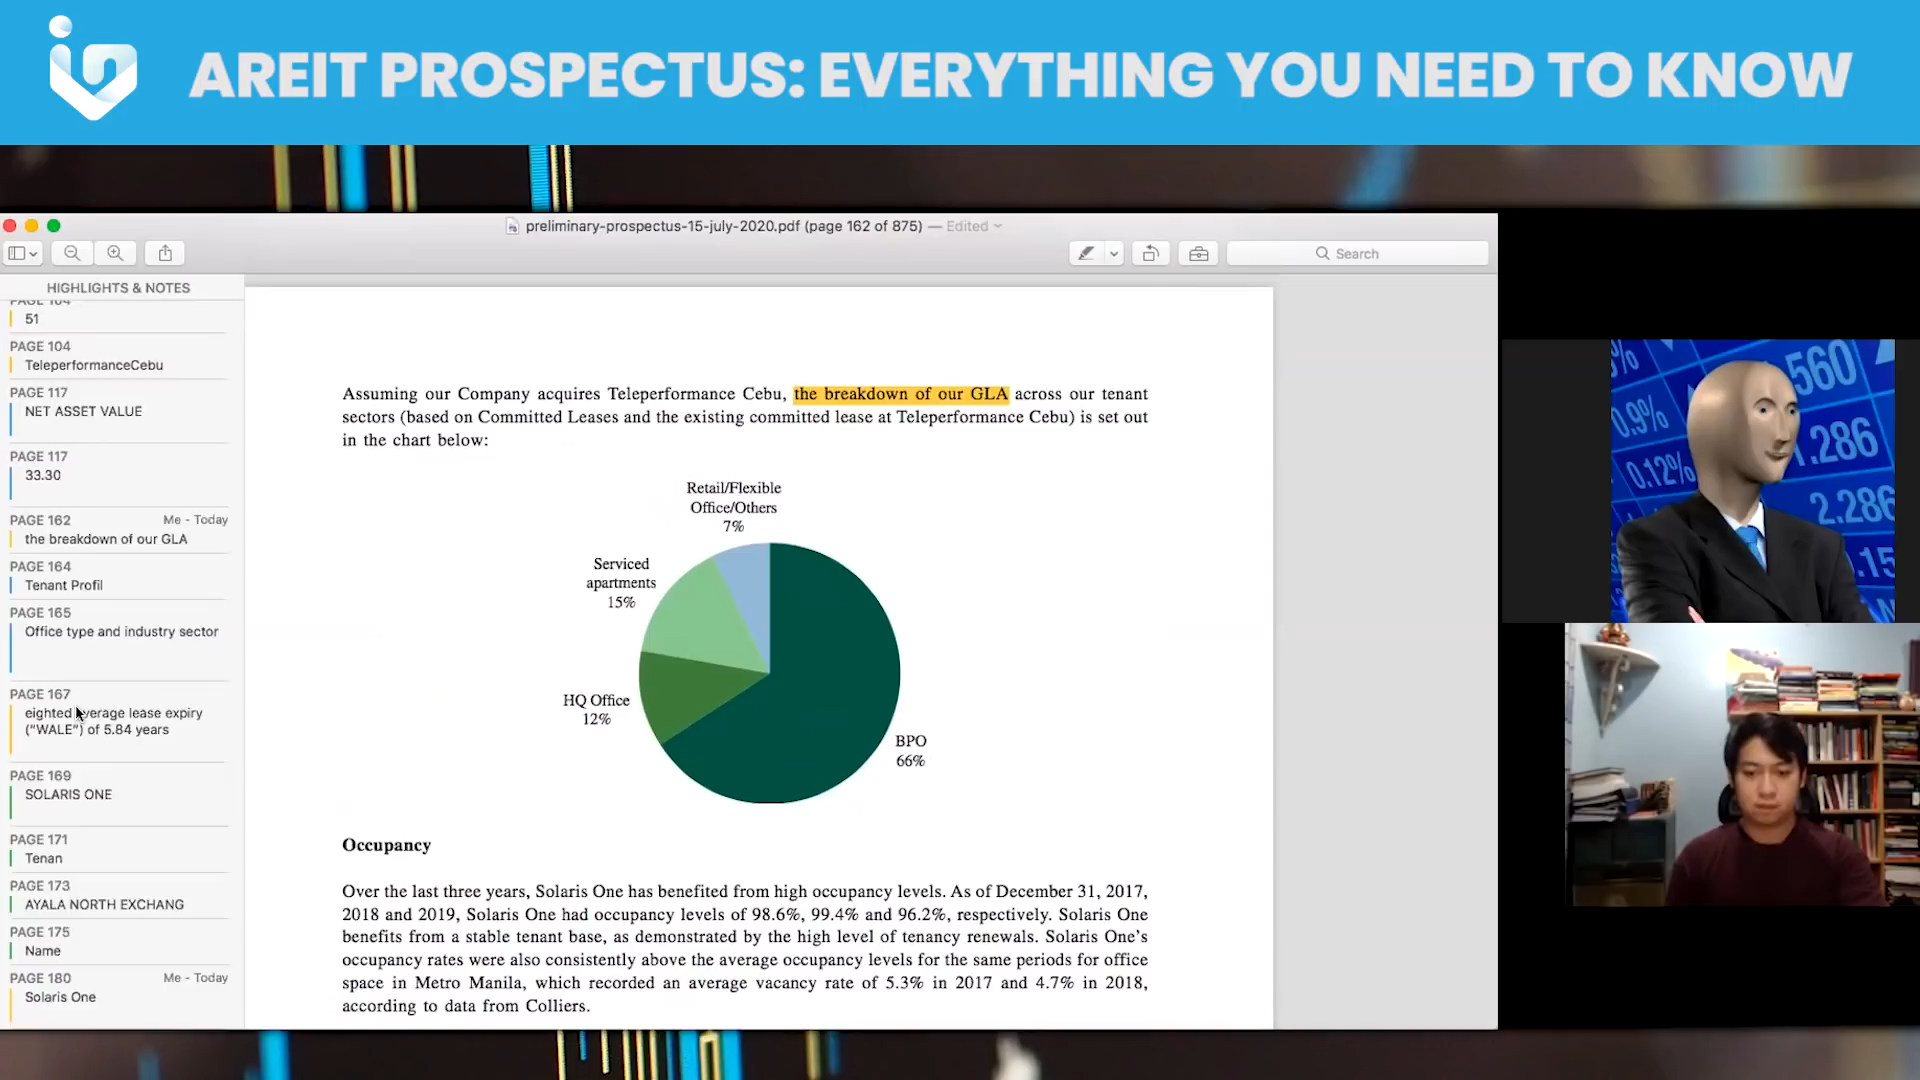 AREIT PROSPECTUS: EVERYTHING YOU NEED TO KNOW
preliminary-prospectus-15-july-2020.pdf (page 162 of 875) — Edited
Search
HIGHLIGHTS & NOTES
PAGE 104
51
PAGE 104
TeleperformanceCebu
PAGE 117
NET ASSET VALUE
PAGE 117
33.30
PAGE 162 Me - Today
the breakdown of our GLA
PAGE 164
Tenant Profil
PAGE 165
Office type and industry sector
PAGE 167
eighted average lease expiry
("WALE") of 5.84 years
PAGE 169
SOLARIS ONE
PAGE 171
Tenan
PAGE 173
AYALA NORTH EXCHANG
PAGE 175
Name
PAGE 180 Me - Today
Solaris One
Assuming our Company acquires Teleperformance Cebu, the breakdown of our GLA across our tenant
sectors (based on Committed Leases and the existing committed lease at Teleperformance Cebu) is set out
in the chart below:
Retail/Flexible
Office/Others
7%
Serviced
apartments
15%
HQ Office
12%
BPO
66%
Occupancy
Over the last three years, Solaris One has benefited from high occupancy levels. As of December 31, 2017,
2018 and 2019, Solaris One had occupancy levels of 98.6%, 99.4% and 96.2%, respectively. Solaris One
benefits from a stable tenant base, as demonstrated by the high level of tenancy renewals. Solaris One's
occupancy rates were also consistently above the average occupancy levels for the same periods for office
space in Metro Manila, which recorded an average vacancy rate of 5.3% in 2017 and 4.7% in 2018,
according to data from Colliers.
560
0.9%
1.286
0.12%
2.286
.15